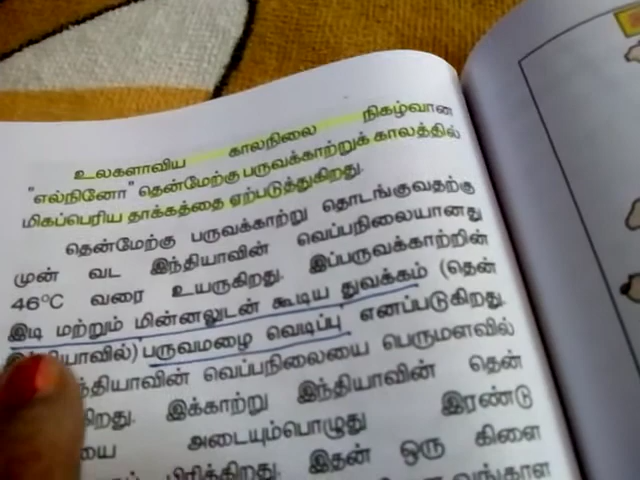 உலகளாவிய காலநிலை நிகழ்வான
"எல்நினோ" தென்மேற்கு பருவக்காற்றுக் காலத்தில்
மிகப்பெரிய தாக்கத்தை ஏற்படுத்துகிறது.
தென்மேற்கு பருவக்காற்று தொடங்குவதற்கு
முன் வட இந்தியாவின் வெப்பநிலையானது
46°C வரை உயருகிறது. இப்பருவக்காற்றின்
இடி மற்றும் மின்னலுடன் கூடிய துவக்கம் (தென்
இந்தியாவில்) பருவமழை வெடிப்பு எனப்படுகிறது.
ந்தியாவின் வெப்பநிலையை பெருமளவில்
கிறது. இக்காற்று இந்தியாவின் தென்
யை அடையும்பொழுது இரண்டு
பிரிக்கிறது. இதன் ஒரு கிளை
வங்காள